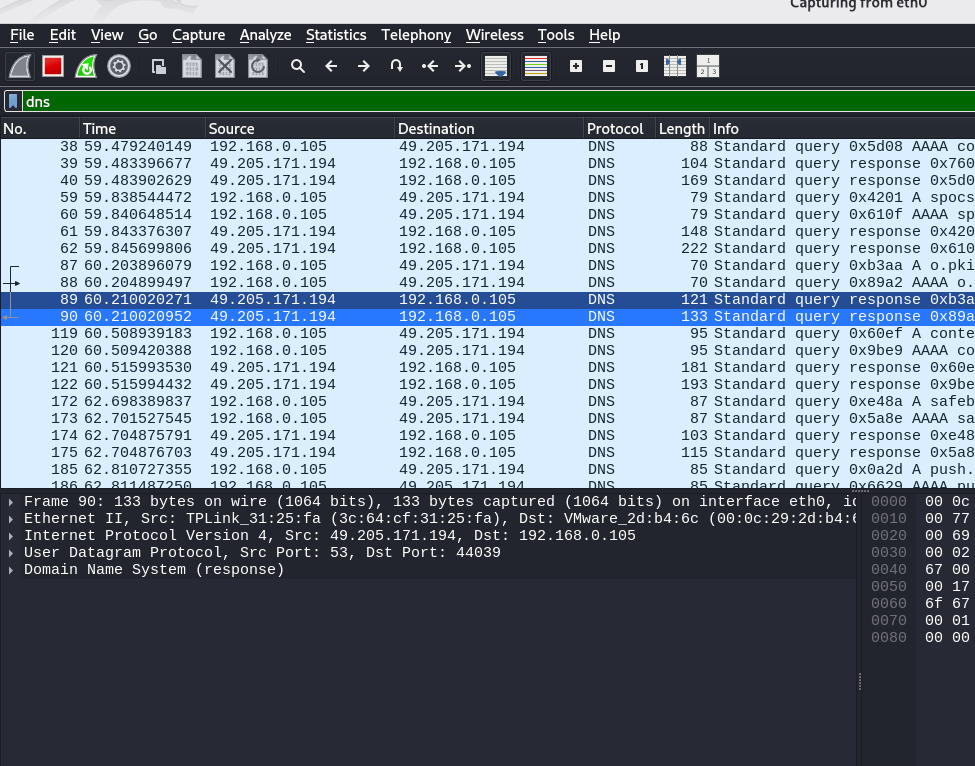 Capturing from eth0
File Edit View Go Capture Analyze Statistics Telephony Wireless Tools Help
dns
No. Time Source Destination Protocol Length Info
38 59.479240149 192.168.0.105 49.205.171.194 DNS 88 Standard query 0x5d08 AAAA co
39 59.483396677 49.205.171.194 192.168.0.105 DNS 104 Standard query response 0x760
40 59.483902629 49.205.171.194 192.168.0.105 DNS 169 Standard query response 0x5d0
59 59.838544472 192.168.0.105 49.205.171.194 DNS 79 Standard query 0x4201 A spocs
60 59.840648514 192.168.0.105 49.205.171.194 DNS 79 Standard query 0x610f AAAA sp
61 59.843376307 49.205.171.194 192.168.0.105 DNS 148 Standard query response 0x420
62 59.845699806 49.205.171.194 192.168.0.105 DNS 222 Standard query response 0x610
87 60.203896079 192.168.0.105 49.205.171.194 DNS 70 Standard query 0xb3aa A o.pki
88 60.204899497 192.168.0.105 49.205.171.194 DNS 70 Standard query 0x89a2 AAAA o.
89 60.210020271 49.205.171.194 192.168.0.105 DNS 121 Standard query response 0xb3a
90 60.210020952 49.205.171.194 192.168.0.105 DNS 133 Standard query response 0x89a
119 60.508939183 192.168.0.105 49.205.171.194 DNS 95 Standard query 0x60ef A conte
120 60.509420388 192.168.0.105 49.205.171.194 DNS 95 Standard query 0x9be9 AAAA co
121 60.515993530 49.205.171.194 192.168.0.105 DNS 181 Standard query response 0x60e
122 60.515994432 49.205.171.194 192.168.0.105 DNS 193 Standard query response 0x9be
172 62.698839837 192.168.0.105 49.205.171.194 DNS 87 Standard query 0xe48a A safeb
173 62.701527545 192.168.0.105 49.205.171.194 DNS 87 Standard query 0x5a8e AAAA sa
174 62.704875791 49.205.171.194 192.168.0.105 DNS 103 Standard query response 0xe48
175 62.704876703 49.205.171.194 192.168.0.105 DNS 115 Standard query response 0x5a8
185 62.810727355 192.168.0.105 49.205.171.194 DNS 85 Standard query 0x0a2d A push.
186 62.811487250 192.168.0.105 49.205.171.194 DNS 85 Standard query 0x6629 AAAA pu
Frame 90: 133 bytes on wire (1064 bits), 133 bytes captured (1064 bits) on interface eth0, id
Ethernet II, Src: TPLink_31:25:fa (3c:64:cf:31:25:fa), Dst: VMware_2d:b4:6c (00:0c:29:2d:b4:6
Internet Protocol Version 4, Src: 49.205.171.194, Dst: 192.168.0.105
User Datagram Protocol, Src Port: 53, Dst Port: 44039
Domain Name System (response)
0000 00 0c
0010 00 77
0020 00 69
0030 00 02
0040 67 00
0050 00 17
0060 6f 67
0070 00 01
0080 00 00